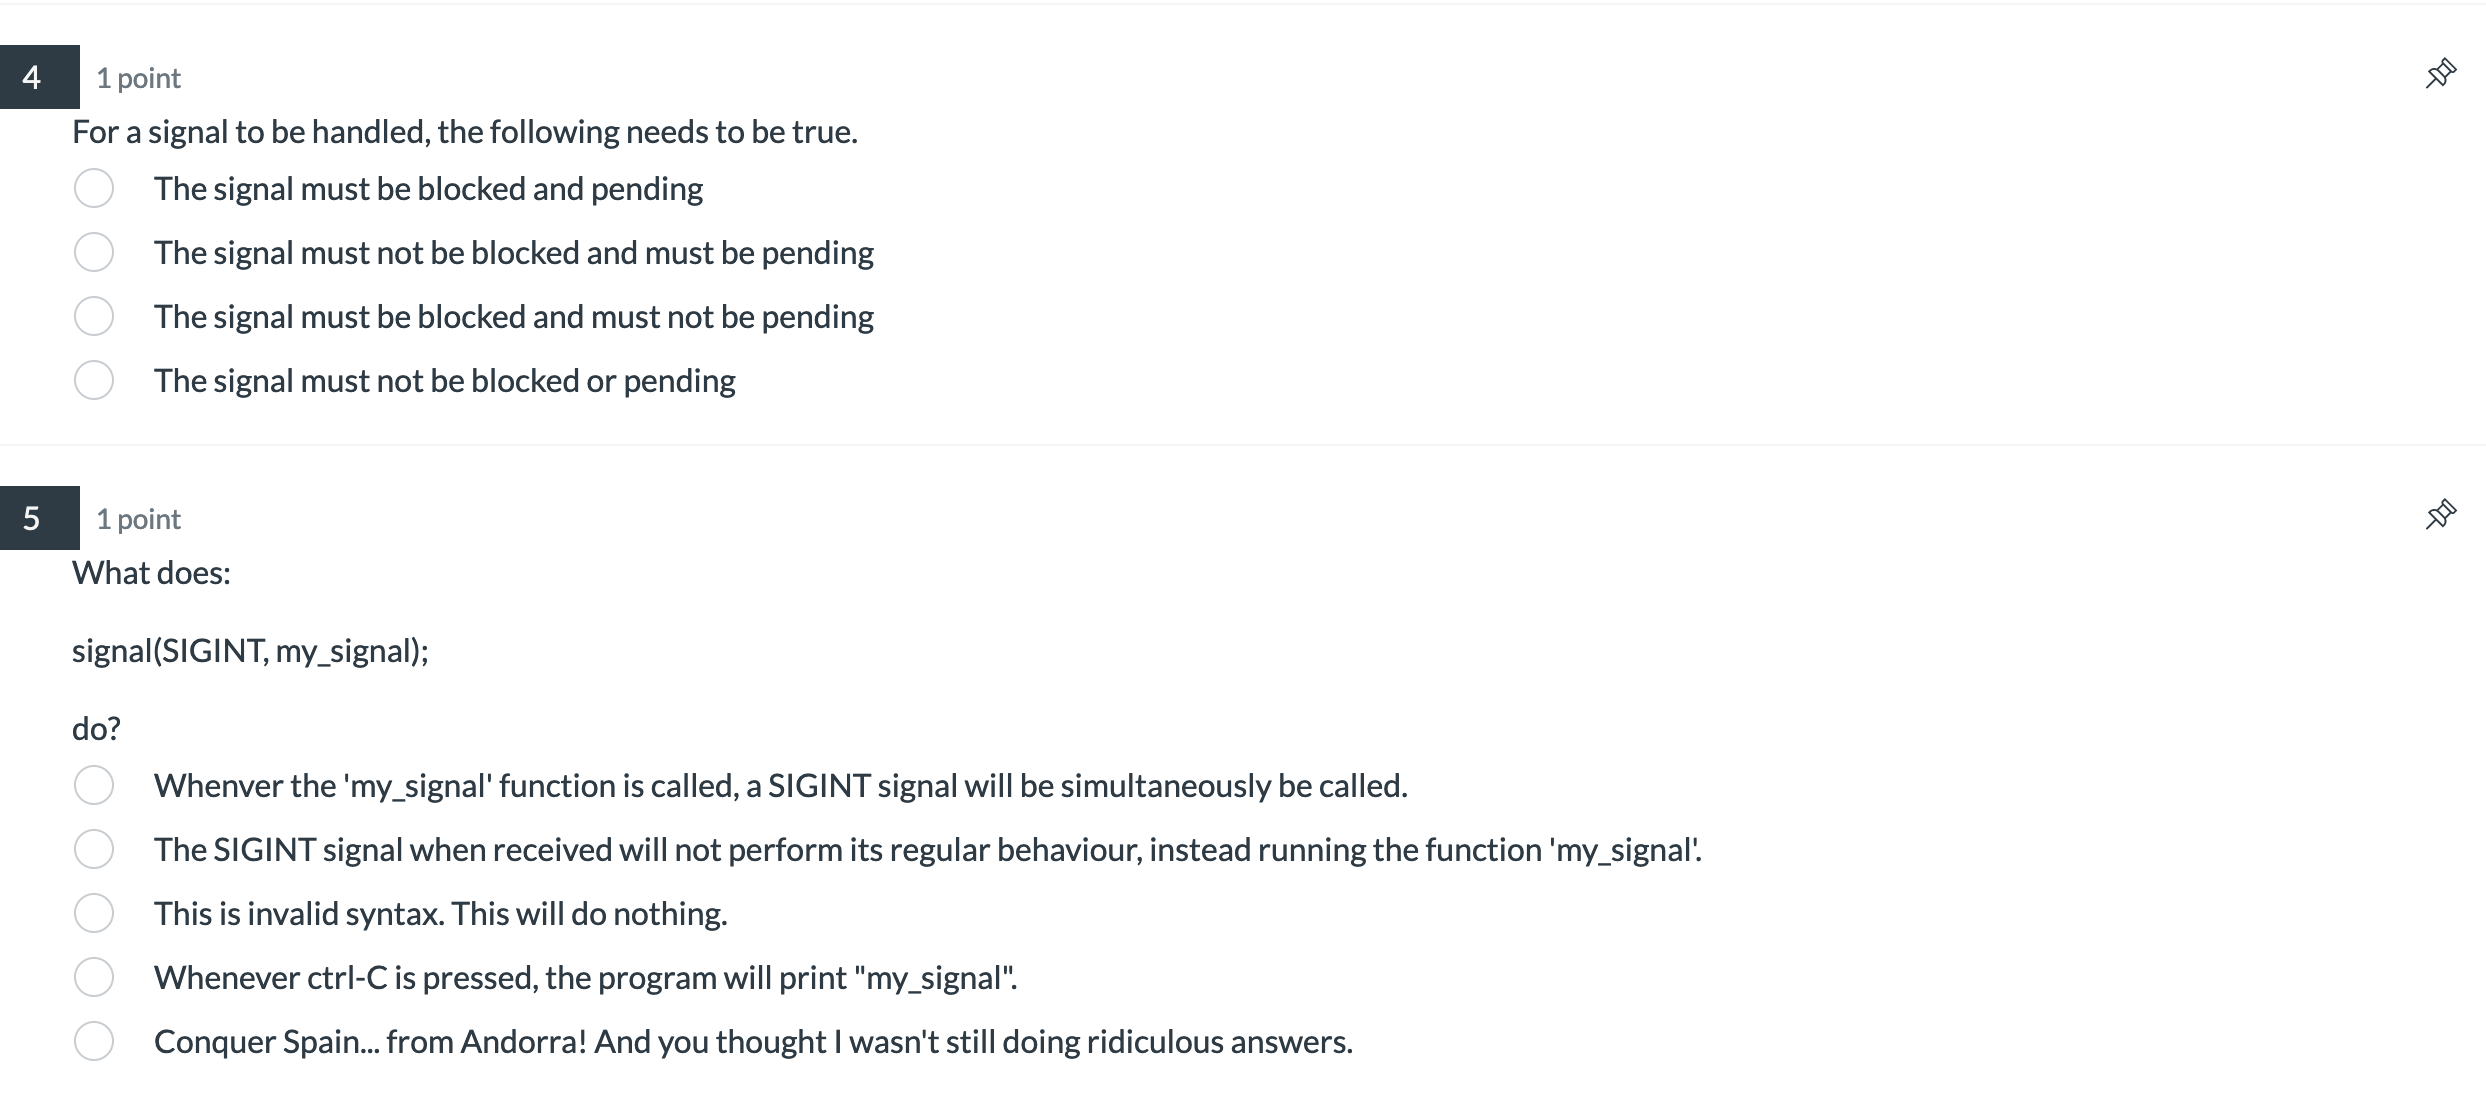 4
1 point
For a signal to be handled, the following needs to be true.
The signal must be blocked and pending
The signal must not be blocked and must be pending
The signal must be blocked and must not be pending
The signal must not be blocked or pending
5
1 point
What does:
signal(SIGINT, my_signal);
do?
Whenver the 'my_signal' function is called, a SIGINT signal will be simultaneously be called.
The SIGINT signal when received will not perform its regular behaviour, instead running the function 'my_signal'.
This is invalid syntax. This will do nothing.
Whenever ctrl-C is pressed, the program will print "my_signal".
Conquer Spain... from Andorra! And you thought I wasn't still doing ridiculous answers.